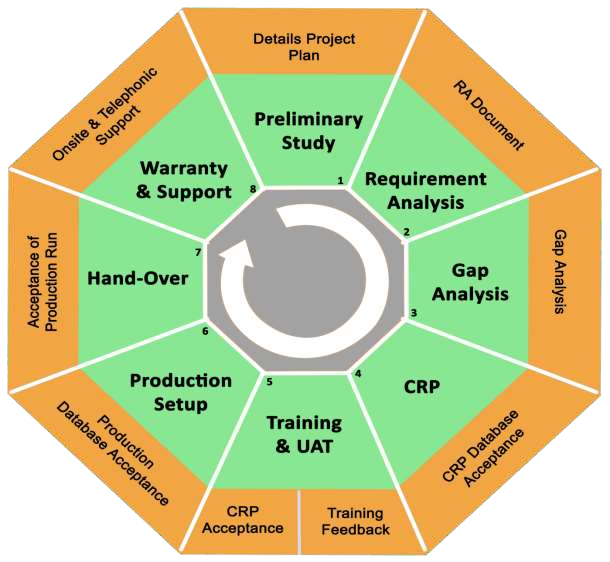 Details Project
Plan
Preliminary
Study
1
RA Document
Requirement
Analysis
2
Gap Analysis
Gap
Analysis
3
CRP Database
Acceptance
CRP
4
Training
& UAT
5
CRP
Acceptance
Training
Feedback
Production
Setup
6
Production
Database Acceptance
Hand-Over
7
Acceptance of
Production Run
Warranty
& Support
8
Onsite & Telephonic
Support